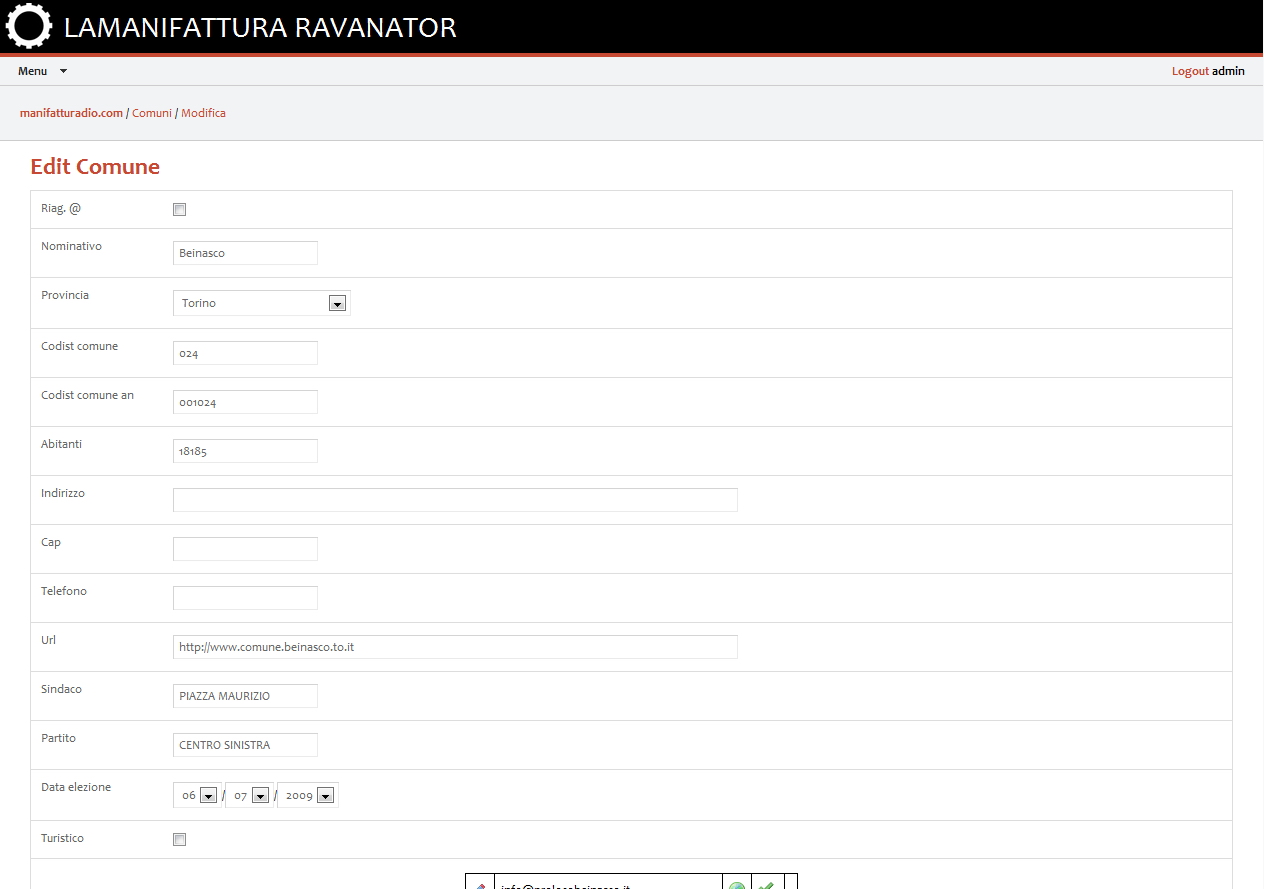 LAMANIFATTURA RAVANATOR
Menu
Logout admin
manifatturadio.com / Comuni / Modifica
Edit Comune
Riag. @
Nominativo Beinasco
Provincia Torino
Codist comune 024
Codist comune an 001024
Abitanti 18185
Indirizzo
Cap
Telefono
Url http://www.comune.beinasco.to.it
Sindaco PIAZZA MAURIZIO
Partito CENTRO SINISTRA
Data elezione 06 / 07 / 2009
Turistico